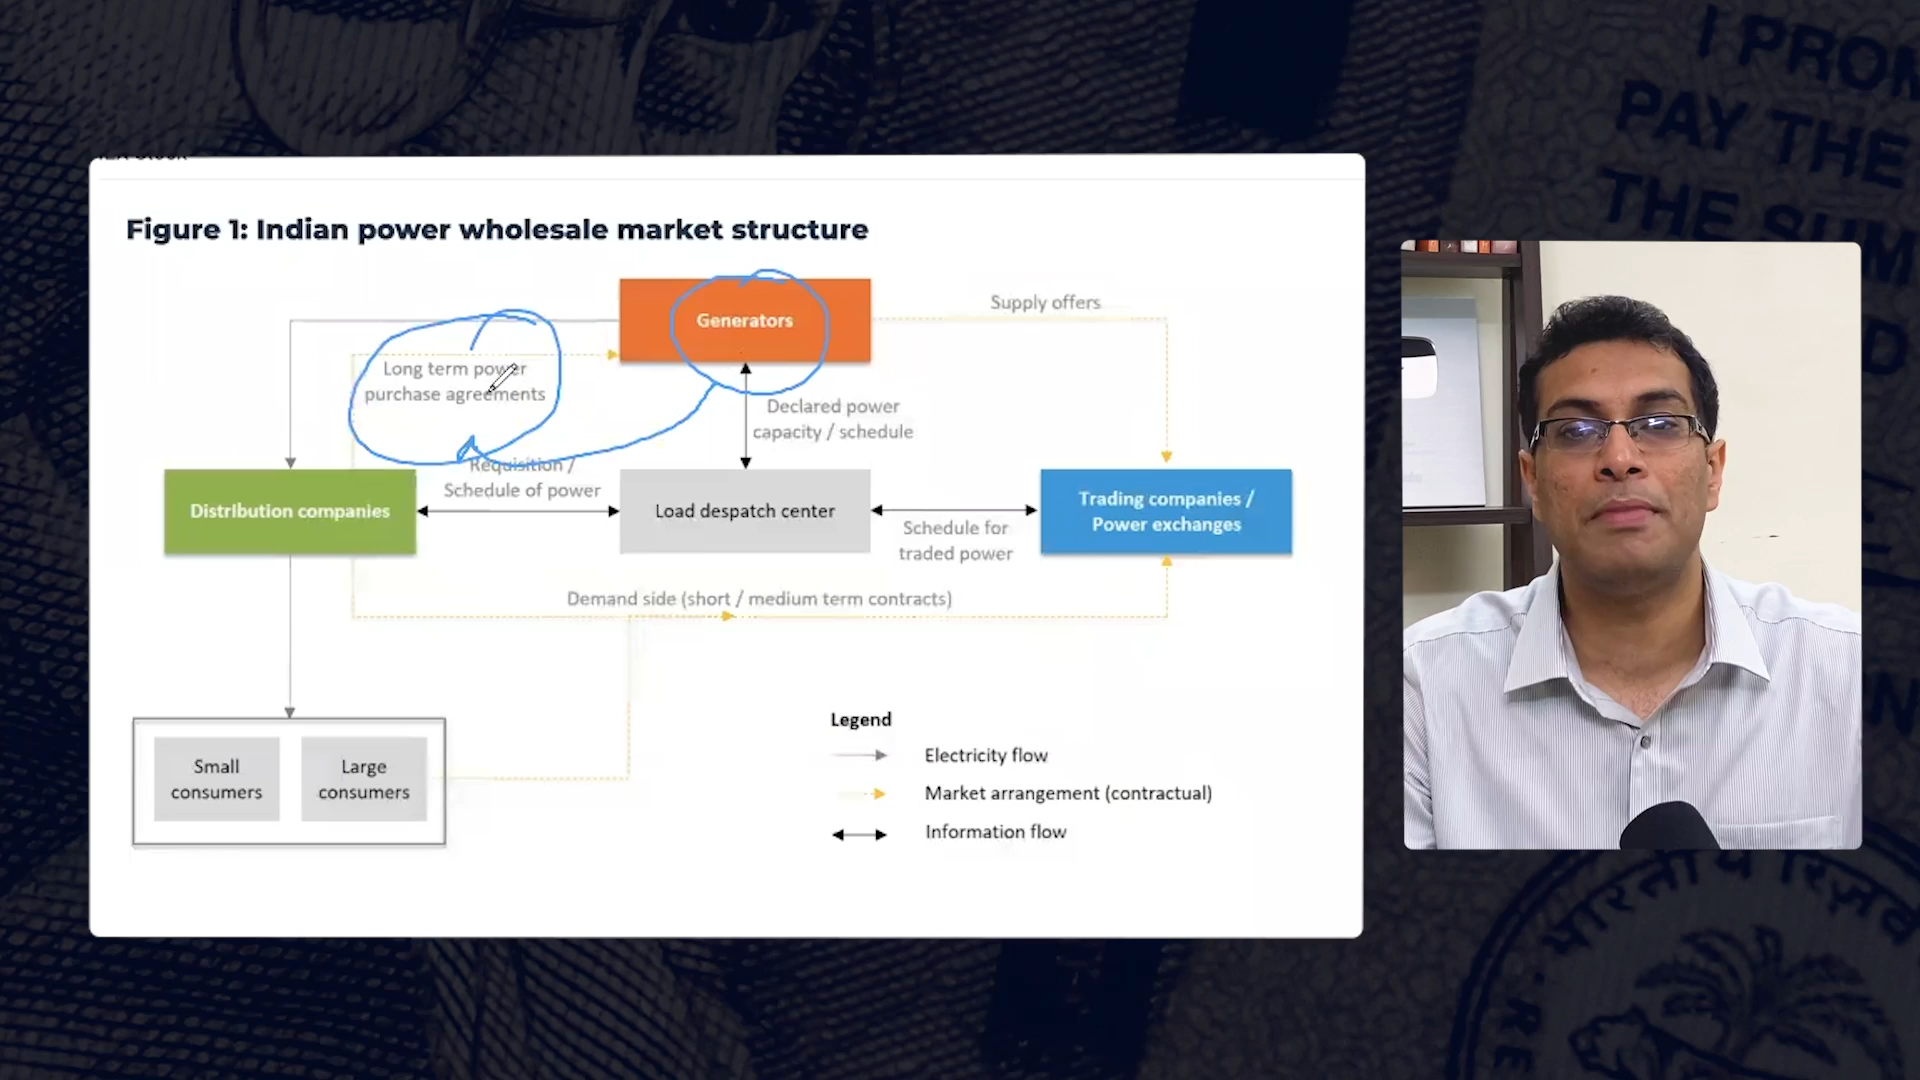 I PROM
PAY THE
THE SUM
Figure 1: Indian power wholesale market structure
Generators
Supply offers
Long term power
purchase agreements
Declared power
capacity / schedule
Requisition /
Schedule of power
Distribution companies
Load despatch center
Trading companies /
Power exchanges
Schedule for
traded power
Demand side (short / medium term contracts)
Small
consumers
Large
consumers
Legend
Electricity flow
Market arrangement (contractual)
Information flow
भारतीय रिज़र्व
RE